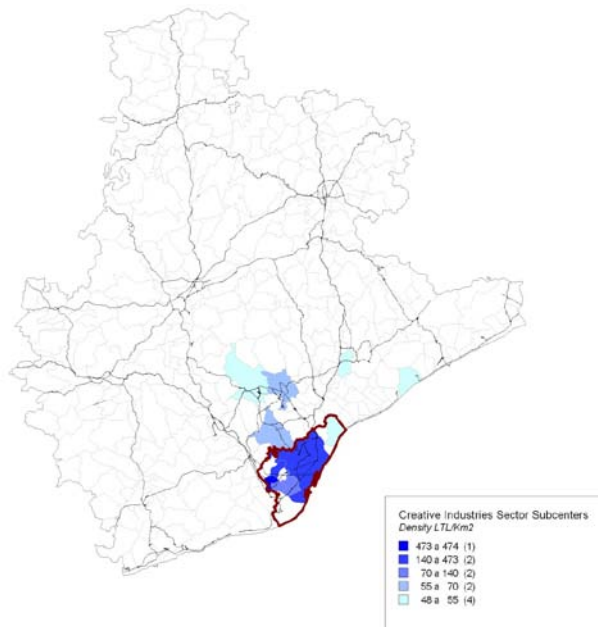 Creative Industries Sector Subcenters
Density LTL/Km2
473 a 474 (1)
140 a 473 (2)
70 a 140 (2)
55 a 70 (2)
48 a 55 (4)